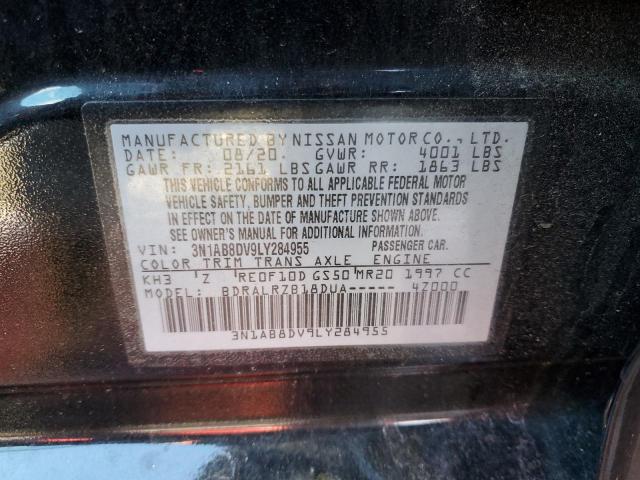 MANUFACTURED BY NISSAN MOTOR CO., LTD.
DATE: 08/20. GVWR: 4001 LBS
GAWR FR: 2161 LBS GAWR RR: 1863 LBS
THIS VEHICLE CONFORMS TO ALL APPLICABLE FEDERAL MOTOR
VEHICLE SAFETY, BUMPER AND THEFT PREVENTION STANDARDS
IN EFFECT ON THE DATE OF MANUFACTURE SHOWN ABOVE.
SEE OWNERS MANUAL FOR ADDITIONAL INFORMATION
VIN: 3N1AB8DV9LY284955 PASSENGER CAR.
COLOR TRIM TRANS AXLE ENGINE
KH3 Z RE0F10D GS50 MR20 1997 CC
MODEL: BDRALRZB18DUA----- 4Z000
3N1AB8DV9LY284955